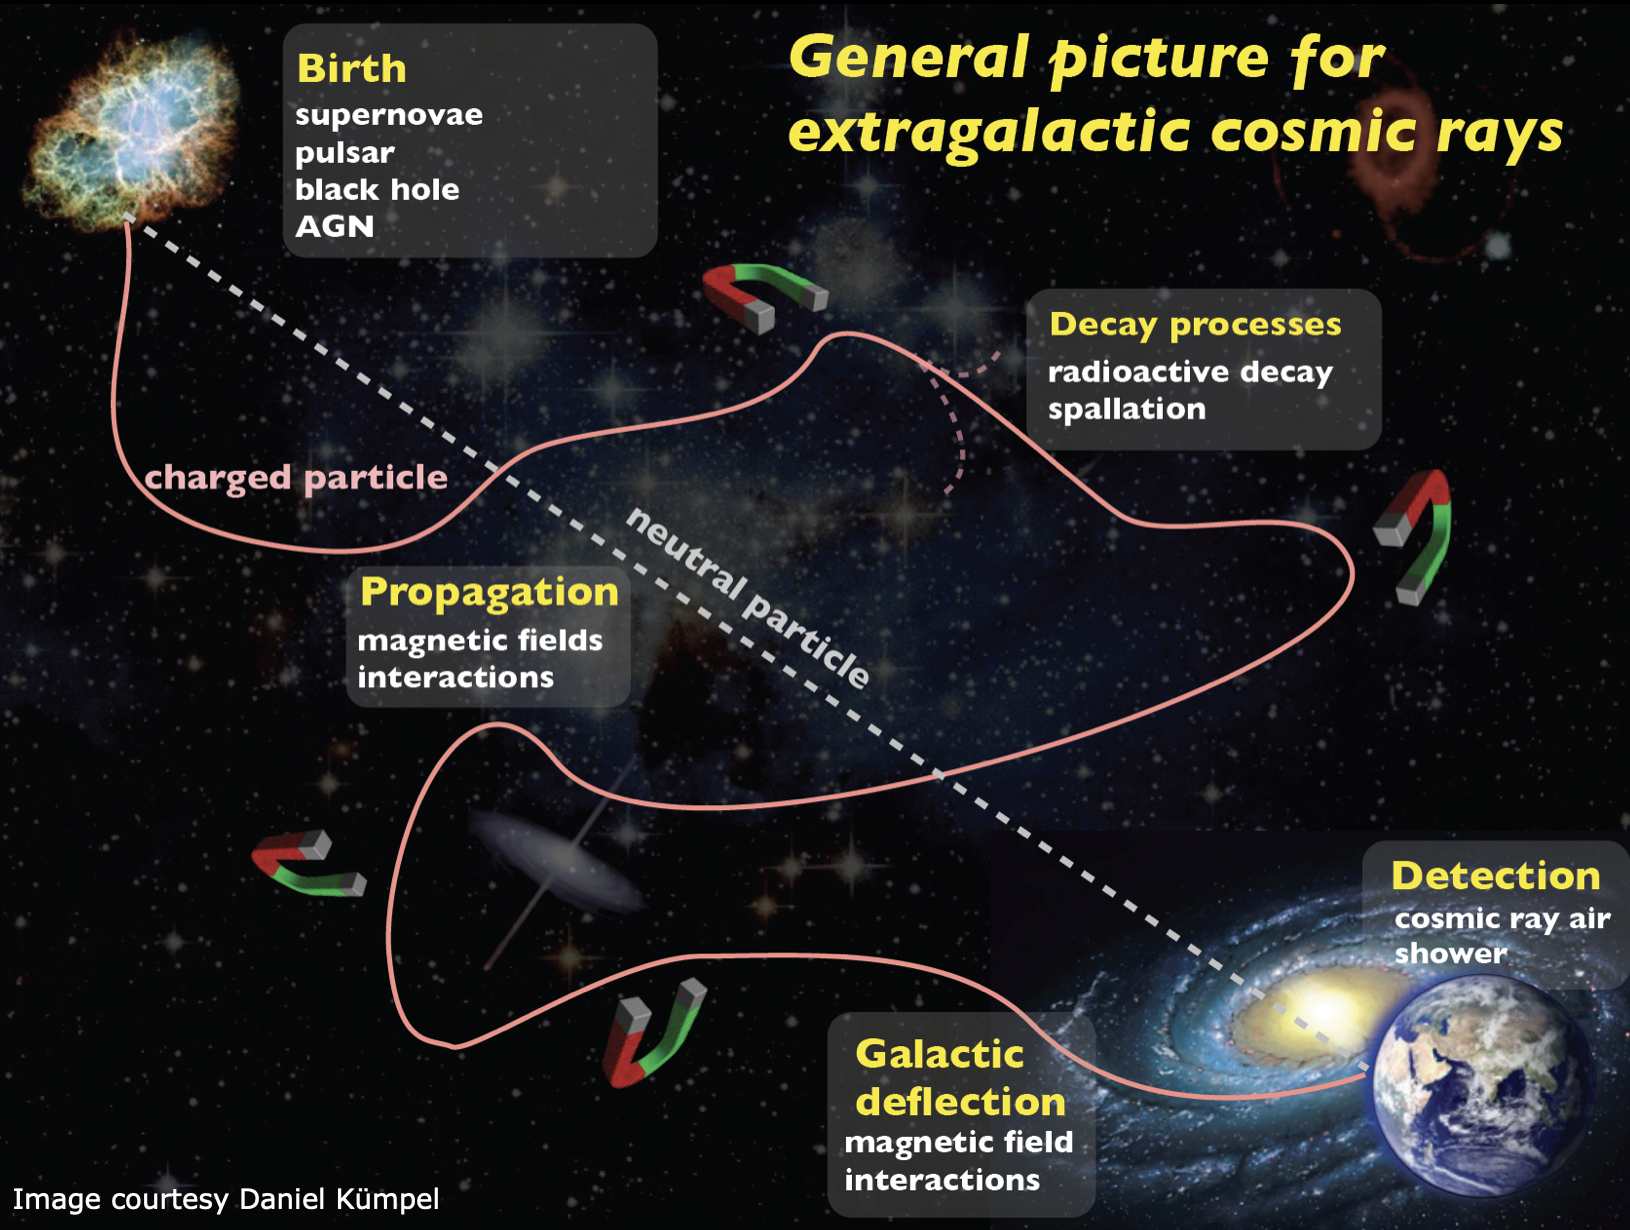 General picture for
extragalactic cosmic rays
Birth
supernovae
pulsar
black hole
AGN
Decay processes
radioactive decay
spallation
charged particle
neutral particle
Propagation
magnetic fields
interactions
Detection
cosmic ray air
shower
Galactic
deflection
magnetic field
interactions
Image courtesy Daniel Kümpel